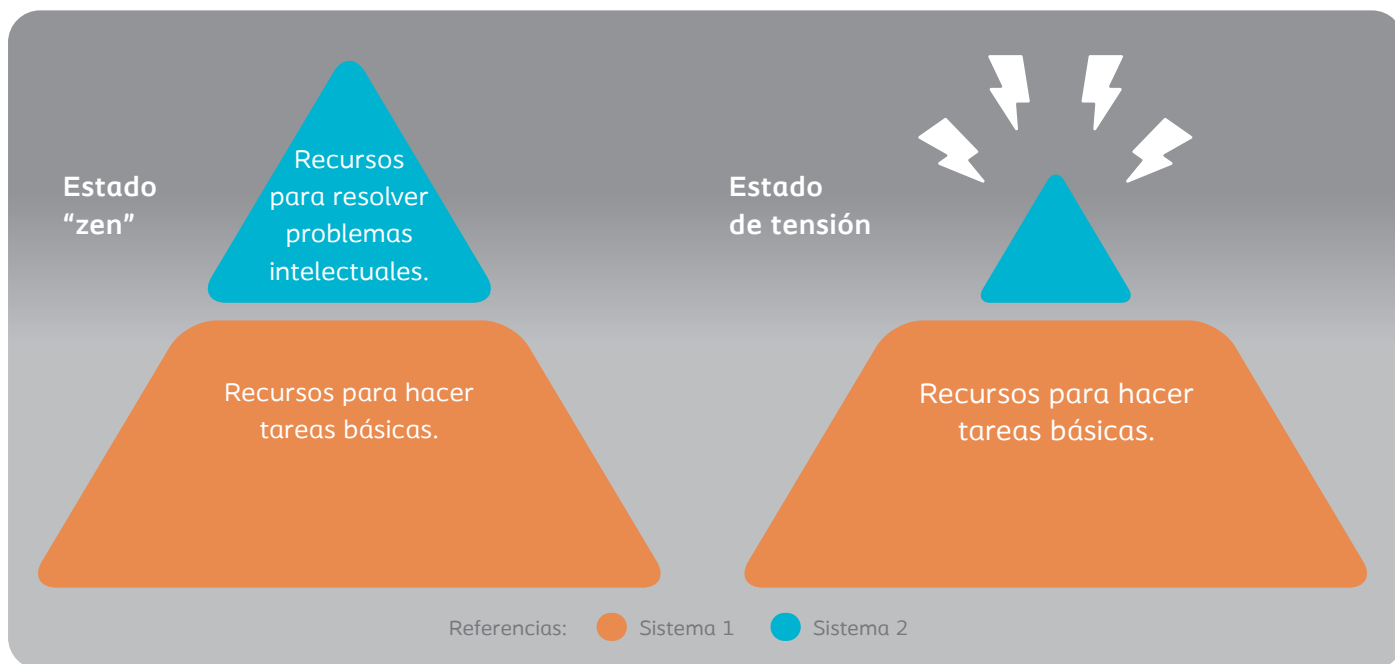 Estado
“zen”
Recursos
para resolver
problemas
intelectuales.
Recursos para hacer
tareas básicas.
Estado
de tensión
Recursos para hacer
tareas básicas.
Referencias: Sistema 1 Sistema 2